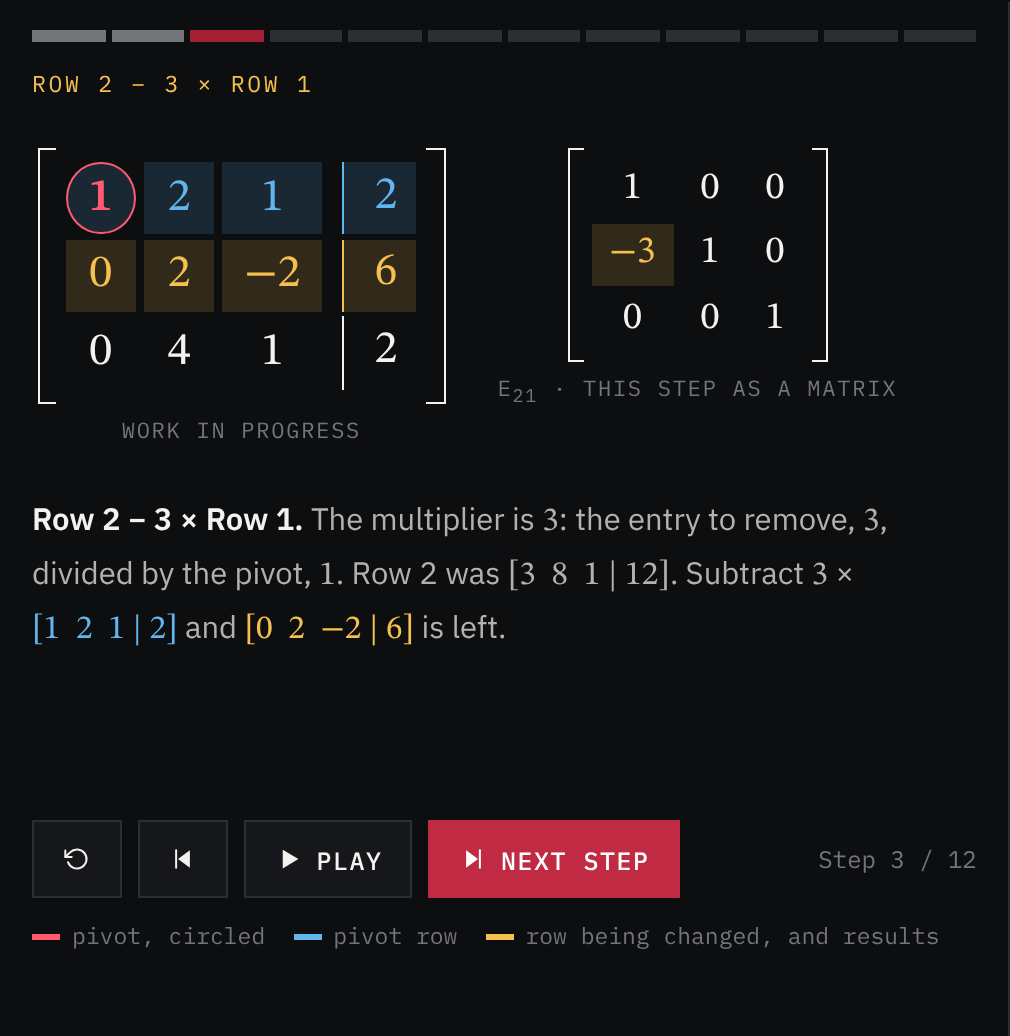 ROW 2 − 3 × ROW 1
1 2 1 2
0 2 −2 6
0 4 1 2
WORK IN PROGRESS
1 0 0
−3 1 0
0 0 1
E21 · THIS STEP AS A MATRIX
Row 2 − 3 × Row 1. The multiplier is 3: the entry to remove, 3,
divided by the pivot, 1. Row 2 was [3 8 1 | 12]. Subtract 3 ×
[1 2 1 | 2] and [0 2 −2 | 6] is left.
PLAY
NEXT STEP
Step 3 / 12
pivot, circled
pivot row
row being changed, and results